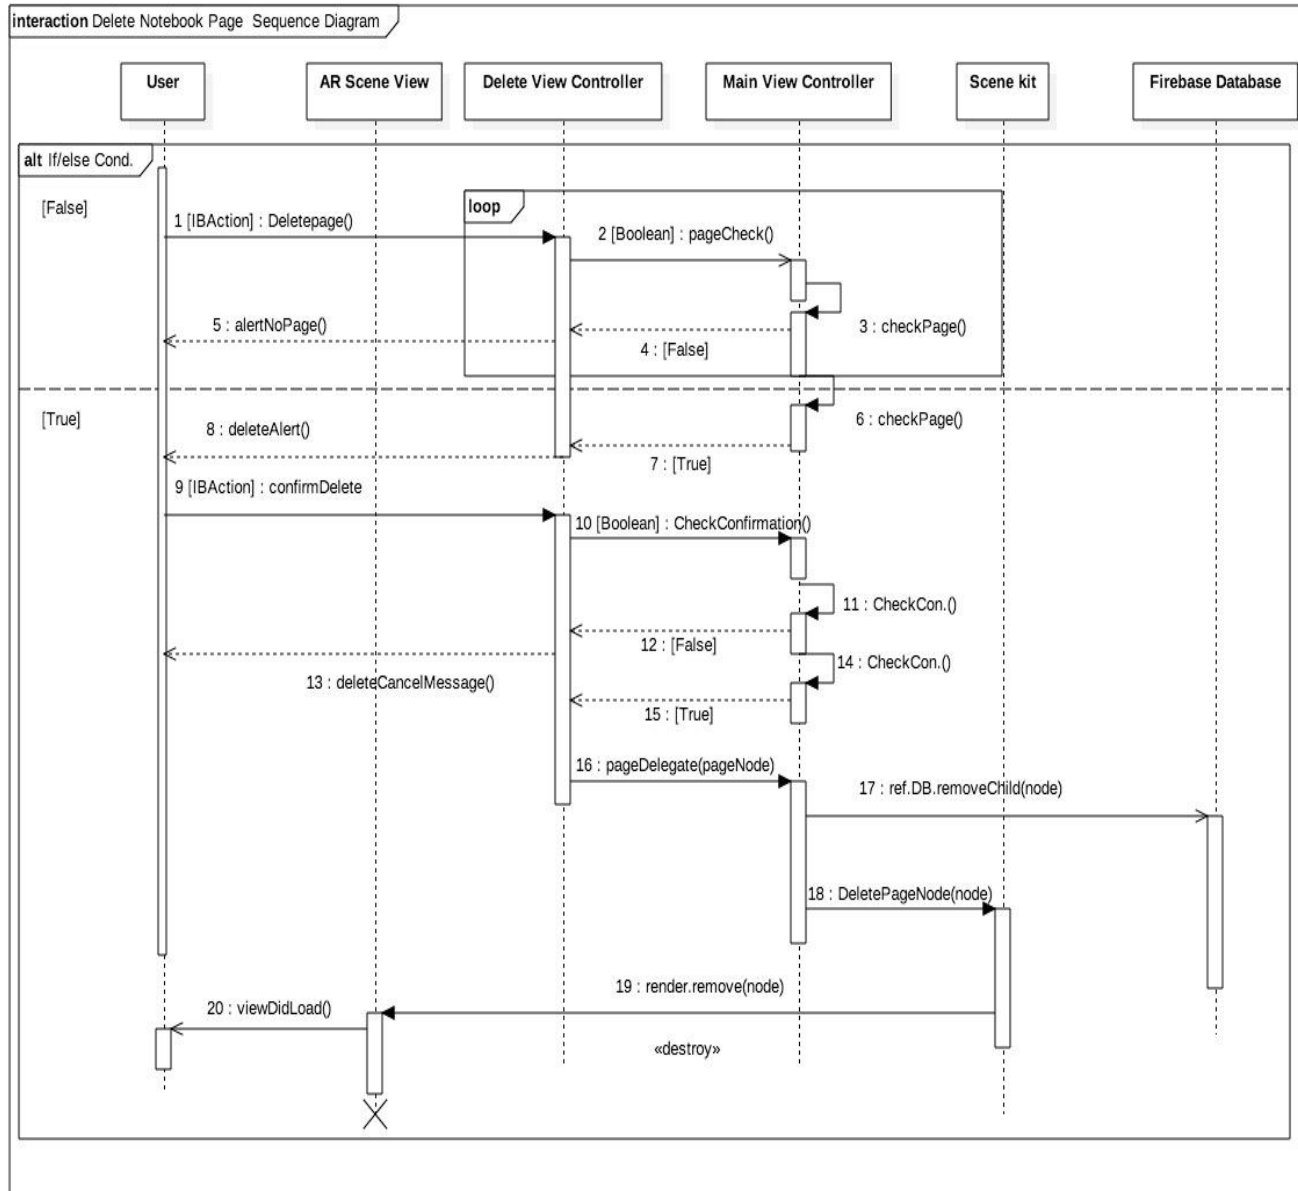 interaction Delete Notebook Page Sequence Diagram
User
AR Scene View
Delete View Controller
Main View Controller
Scene kit
Firebase Database
alt If/else Cond.
[False]
loop
1 [IBAction] : Deletepage()
2 [Boolean] : pageCheck()
3 : checkPage()
4 : [False]
5 : alertNoPage()
[True]
6 : checkPage()
7 : [True]
8 : deleteAlert()
9 [IBAction] : confirmDelete
10 [Boolean] : CheckConfirmation()
11 : CheckCon.()
12 : [False]
13 : deleteCancelMessage()
14 : CheckCon.()
15 : [True]
16 : pageDelegate(pageNode)
17 : ref.DB.removeChild(node)
18 : DeletePageNode(node)
19 : render.remove(node)
20 : viewDidLoad()
«destroy»